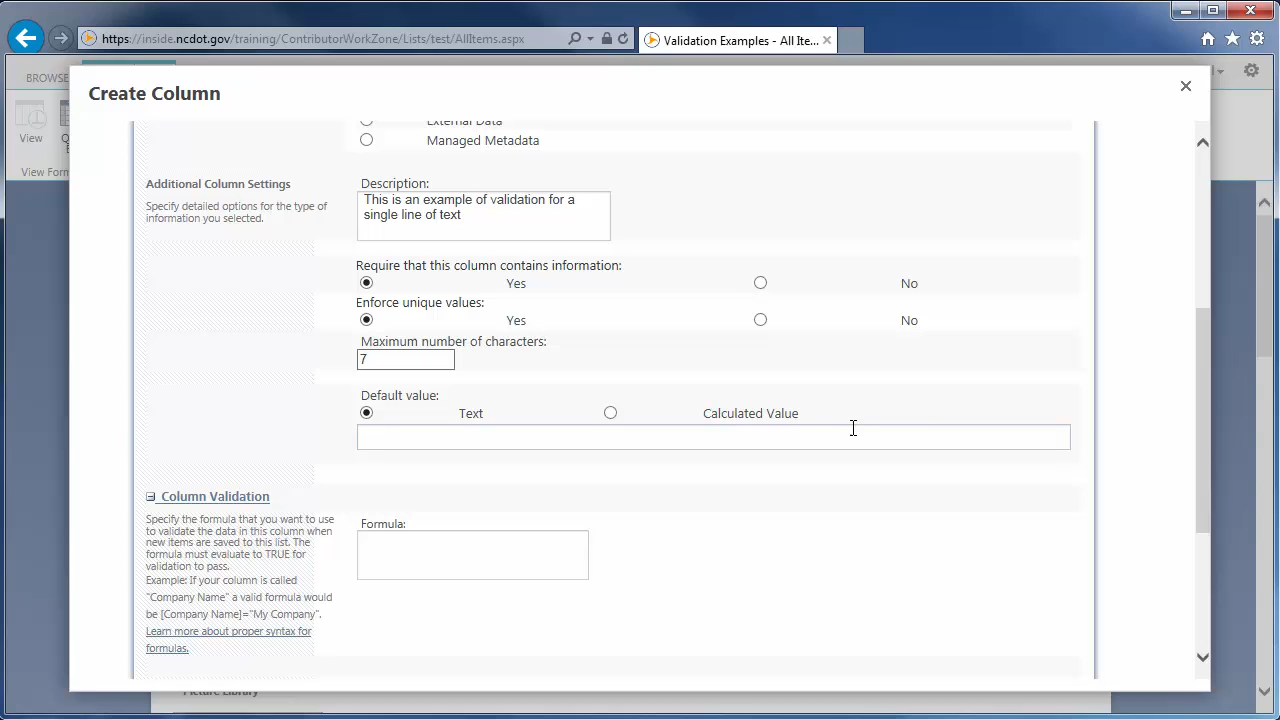 https://inside.ncdot.gov/training/ContributorWorkZone/Lists/test/AllItems.aspx
Validation Examples - All Ite...
BROWSE
Create Column
View
View Form
External Data
Managed Metadata
Additional Column Settings
Specify detailed options for the type of
information you selected.
Description:
This is an example of validation for a
single line of text
Require that this column contains information:
Yes No
Enforce unique values:
Yes No
Maximum number of characters:
7
Default value:
Text Calculated Value
Column Validation
Specify the formula that you want to use
to validate the data in this column when
new items are saved to this list. The
formula must evaluate to TRUE for
validation to pass.
Example: If your column is called
"Company Name" a valid formula would
be [Company Name]="My Company".
Learn more about proper syntax for
formulas.
Formula:
Picture Library